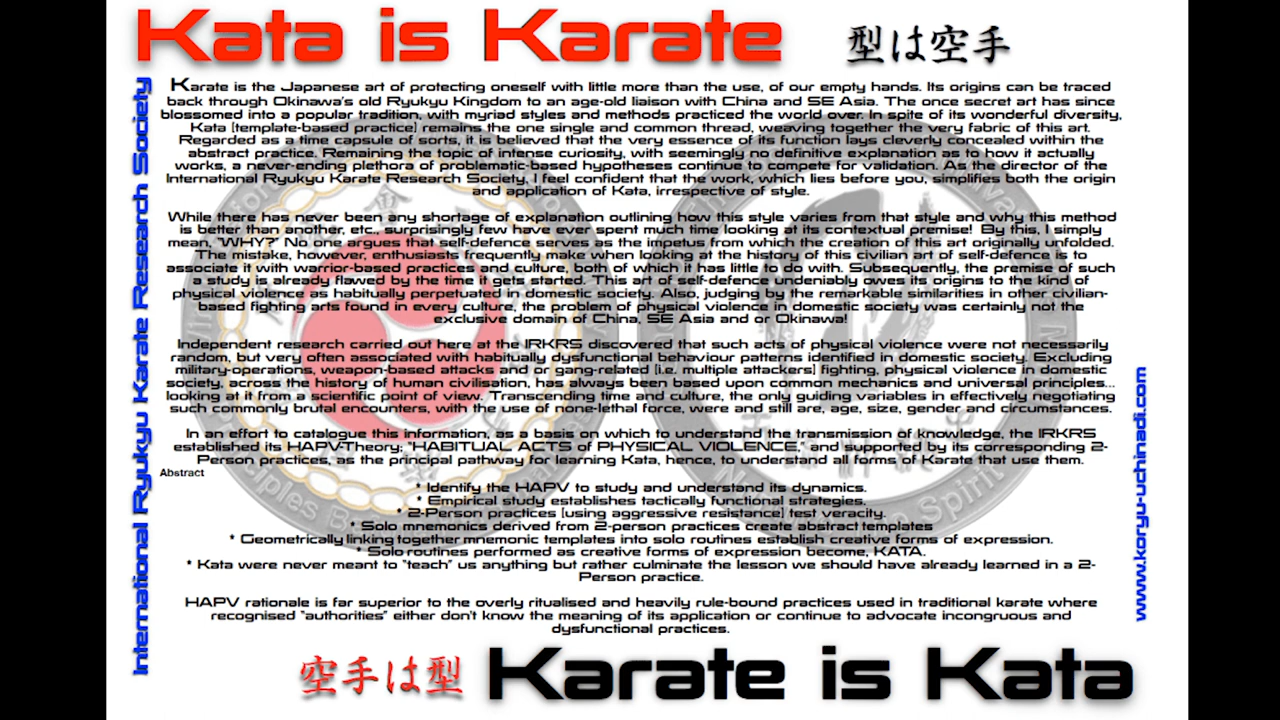 Kata is Karate 型は空手
Karate is the Japanese art of protecting oneself with little more than the use, of our empty hands. Its origins can be traced
back through Okinawa's old Ryukyu Kingdom to an age-old liaison with China and SE Asia. The once secret art has since
blossomed into a popular tradition, with myriad styles and methods practiced the world over. In spite of its wonderful diversity,
Kata [template-based practice] remains the one single and common thread, weaving together the very fabric of this art.
Regarded as a time capsule of sorts, it is believed that the very essence of its function lays cleverly concealed within the
abstract practice. Remaining the topic of intense curiosity, with seemingly no definitive explanation as to how it actually
works, a never-ending plethora of problematic-based hypotheses continue to compete for validation. As the director of the
International Ryukyu Karate Research Society, I feel confident that the work, which lies before you, simplifies both the origin
and application of Kata, irrespective of style.
While there has never been any shortage of explanation outlining how this style varies from that style and why this method
is better than another, etc., surprisingly few have ever spent much time looking at its contextual premise! By this, I simply
mean, "WHY?" No one argues that self-defence serves as the impetus from which the creation of this art originally unfolded.
The mistake, however, enthusiasts frequently make when looking at the history of this civilian art of self-defence is to
associate it with warrior-based practices and culture, both of which it has little to do with. Subsequently, the premise of such
a study is already flawed by the time it gets started. This art of self-defence undeniably owes its origins to the kind of
physical violence as habitually perpetuated in domestic society. Also, judging by the remarkable similarities in other civilian-
based fighting arts found in every culture, the problem of physical violence in domestic society was certainly not the
exclusive domain of China, SE Asia and or Okinawa!
Independent research carried out here at the IRKRS discovered that such acts of physical violence were not necessarily
random, but very often associated with habitually dysfunctional behaviour patterns identified in domestic society. Excluding
military-operations, weapon-based attacks and or gang-related [i.e. multiple attackers] fighting, physical violence in domestic
society, across the history of human civilisation, has always been based upon common mechanics and universal principles...
looking at it from a scientific point of view. Transcending time and culture, the only guiding variables in effectively negotiating
such commonly brutal encounters, with the use of none-lethal force, were and still are, age, size, gender and circumstances.
In an effort to catalogue this information, as a basis on which to understand the transmission of knowledge, the IRKRS
established its HAPV-Theory; "HABITUAL ACTS of PHYSICAL VIOLENCE," and supported by its corresponding 2-
Person practices, as the principal pathway for learning Kata, hence, to understand all forms of Karate that use them.
Abstract
* Identify the HAPV to study and understand its dynamics.
* Empirical study establishes tactically functional strategies.
* 2-Person practices [using aggressive resistance] test veracity.
* Solo mnemonics derived from 2-person practices create abstract templates
* Geometrically linking together mnemonic templates into solo routines establish creative forms of expression.
* Solo routines performed as creative forms of expression become, KATA.
* Kata were never meant to "teach" us anything but rather culminate the lesson we should have already learned in a 2-
Person practice.
HAPV rationale is far superior to the overly ritualised and heavily rule-bound practices used in traditional karate where
recognised "authorities" either don't know the meaning of its application or continue to advocate incongruous and
dysfunctional practices.
空手は型 Karate is Kata
International Ryukyu Karate Research Society
www.koryu-uchinadi.com